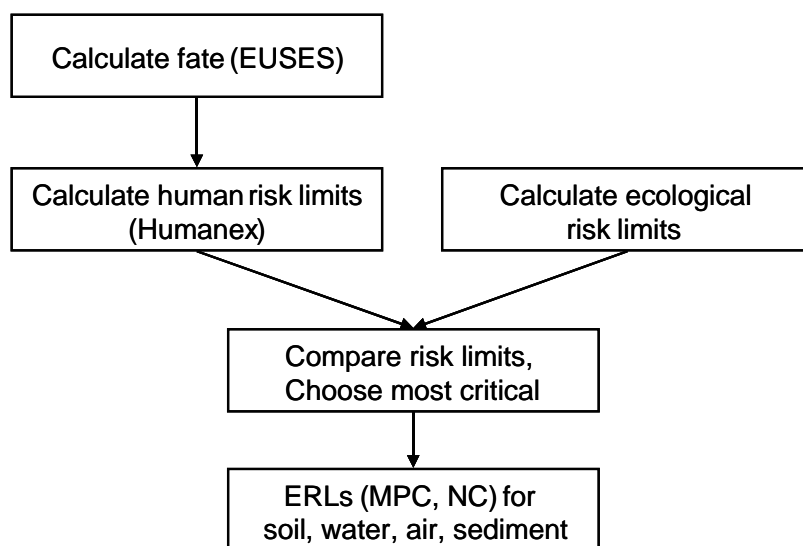 Calculate fate (EUSES)
Calculate human risk limits
(Humanex)
Calculate ecological
risk limits
Compare risk limits,
Choose most critical
ERLs (MPC, NC) for
soil, water, air, sediment